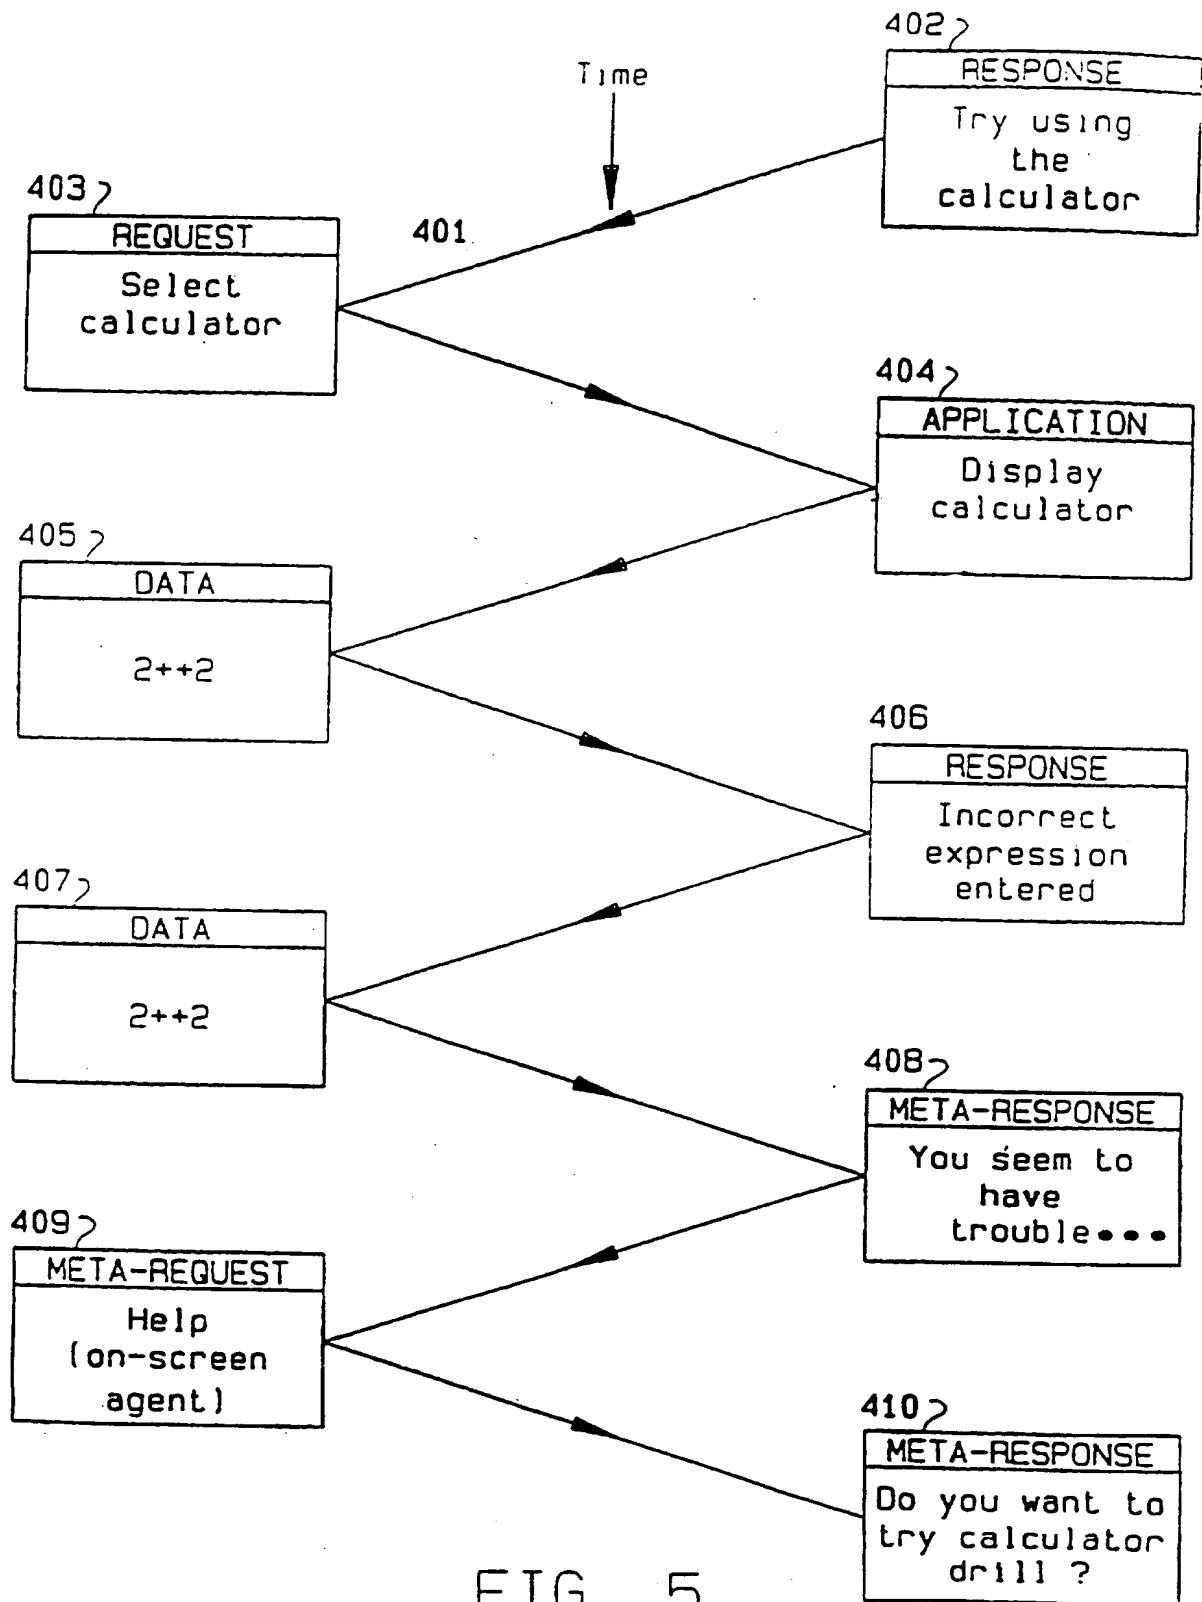 402
RESPONSE
Try using
the
calculator
Time
403
REQUEST
Select
calculator
401
404
APPLICATION
Display
calculator
405
DATA
2++2
406
RESPONSE
Incorrect
expression
entered
407
DATA
2++2
408
META-RESPONSE
You seem to
have
trouble•••
409
META-REQUEST
Help
(on-screen
agent)
410
META-RESPONSE
Do you want to
try calculator
drill ?
FIG. 5